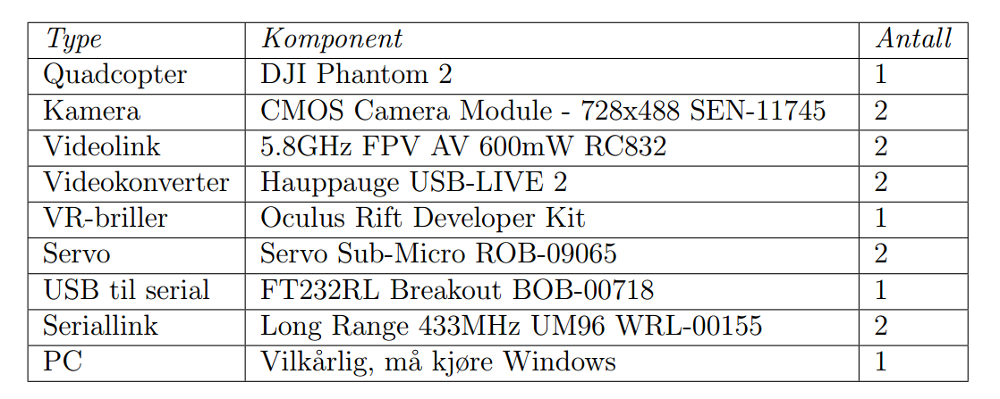 Type Komponent Antall
Quadcopter DJI Phantom 2 1
Kamera CMOS Camera Module - 728x488 SEN-11745 2
Videolink 5.8GHz FPV AV 600mW RC832 2
Videokonverter Hauppauge USB-LIVE 2 2
VR-briller Oculus Rift Developer Kit 1
Servo Servo Sub-Micro ROB-09065 2
USB til serial FT232RL Breakout BOB-00718 1
Seriallink Long Range 433MHz UM96 WRL-00155 2
PC Vilkårlig, må kjøre Windows 1